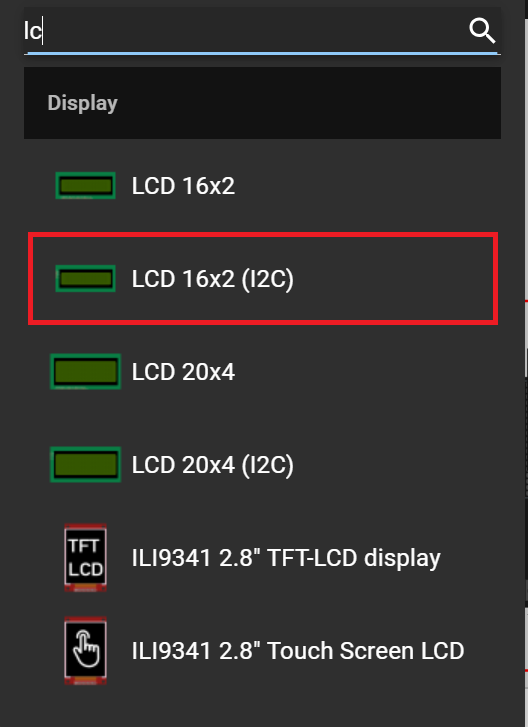 lc
Display
LCD 16x2
LCD 16x2 (I2C)
LCD 20x4
LCD 20x4 (I2C)
TFT
LCD
ILI9341 2.8" TFT-LCD display
ILI9341 2.8" Touch Screen LCD